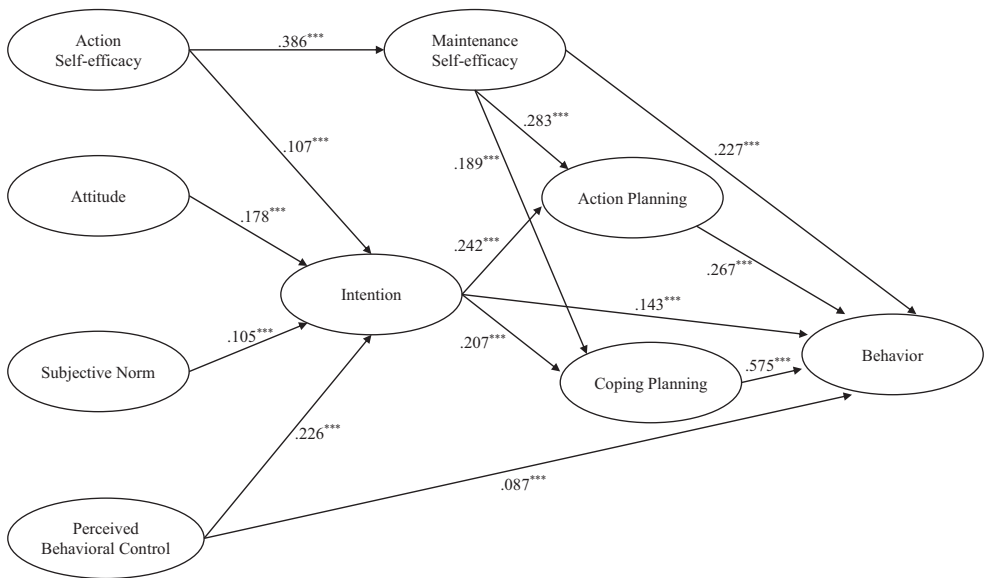 Action
Self-efficacy
.386***
Maintenance
Self-efficacy
.283***
.107***
.189***
.227***
Attitude
Action Planning
.178***
.242***
.267***
Intention
.143***
.105***
.207***
Behavior
Subjective Norm
Coping Planning
.575***
.226***
.087***
Perceived
Behavioral Control